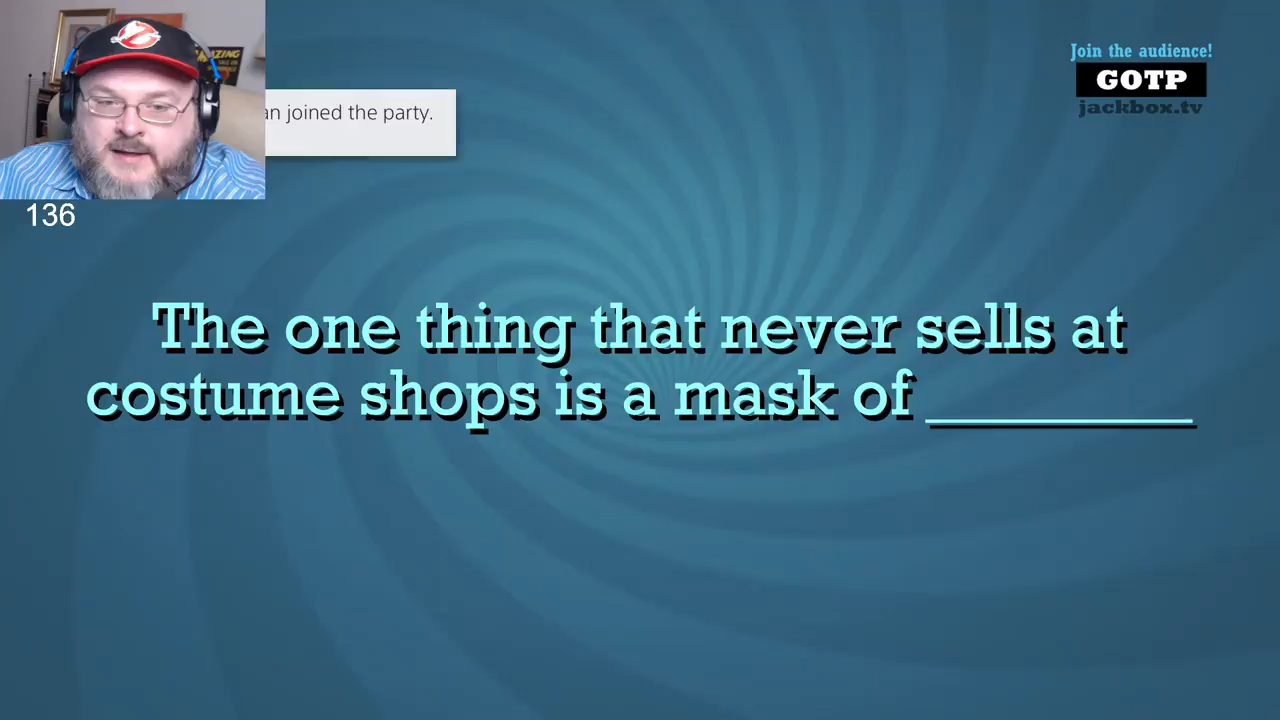 Join the audience!
GOTP
jackbox.tv
an joined the party.
136
The one thing that never sells at
costume shops is a mask of _________